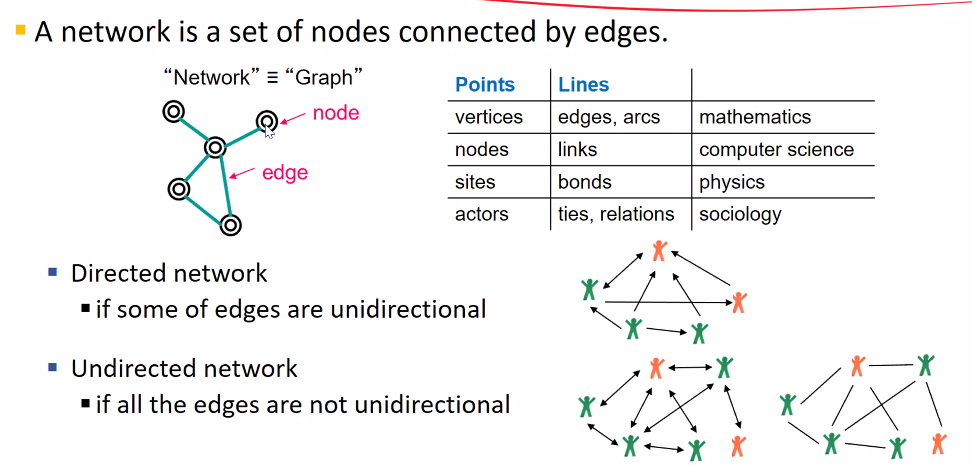 A network is a set of nodes connected by edges.
“Network” ≡ “Graph”
node
edge
Points Lines
vertices edges, arcs mathematics
nodes links computer science
sites bonds physics
actors ties, relations sociology
Directed network
if some of edges are unidirectional
Undirected network
if all the edges are not unidirectional